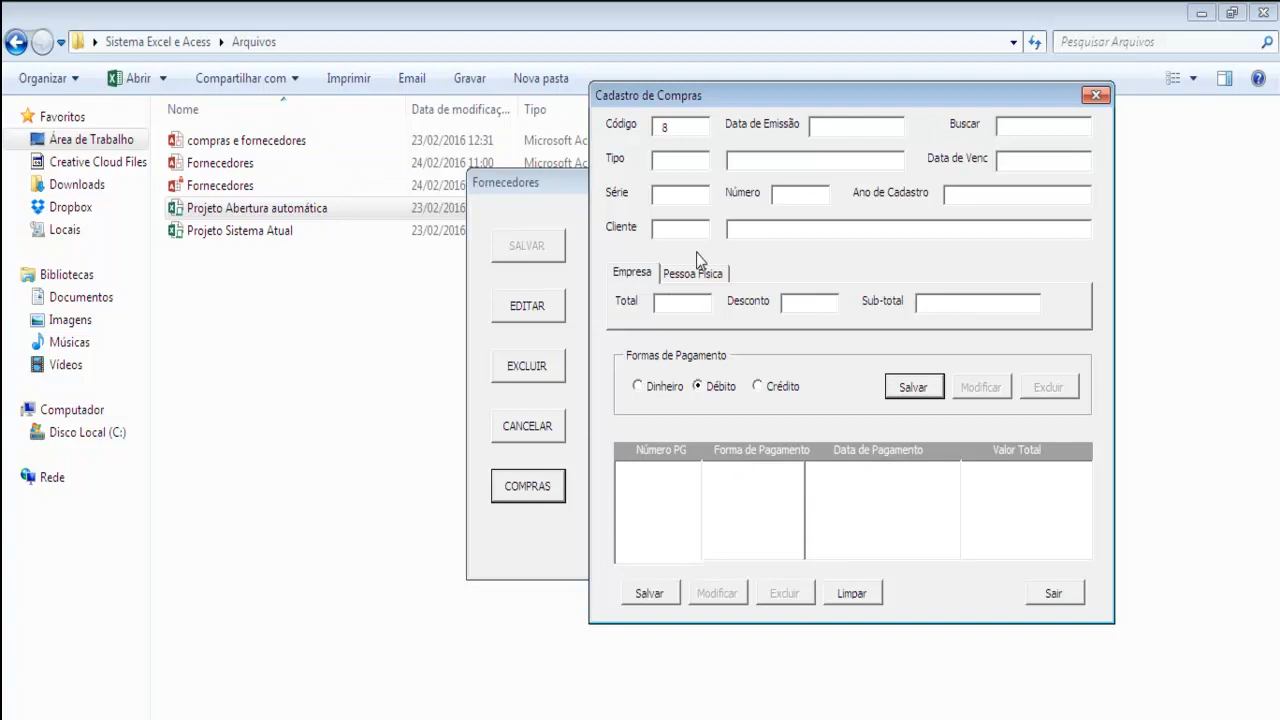 Sistema Excel e Acess ▸ Arquivos
Pesquisar Arquivos
Organizar Abrir Compartilhar com Imprimir Email Gravar Nova pasta
Favoritos
Área de Trabalho
Creative Cloud Files
Downloads
Dropbox
Locais
Bibliotecas
Documentos
Imagens
Músicas
Vídeos
Computador
Disco Local (C:)
Rede
Nome Data de modificaç... Tipo
compras e fornecedores 23/02/2016 12:31 Microsoft Ac
Fornecedores 24/02/2016 11:00 Microsoft Ac
Fornecedores 24/02/2016
Projeto Abertura automática 23/02/2016
Projeto Sistema Atual 23/02/2016
Fornecedores
SALVAR
EDITAR
EXCLUIR
CANCELAR
COMPRAS
Cadastro de Compras
Código 8 Data de Emissão Buscar
Tipo Data de Venc
Série Número Ano de Cadastro
Cliente
Empresa Pessoa Física
Total Desconto Sub-total
Formas de Pagamento
Dinheiro Débito Crédito Salvar Modificar Excluir
Número PG Forma de Pagamento Data de Pagamento Valor Total
Salvar Modificar Excluir Limpar Sair